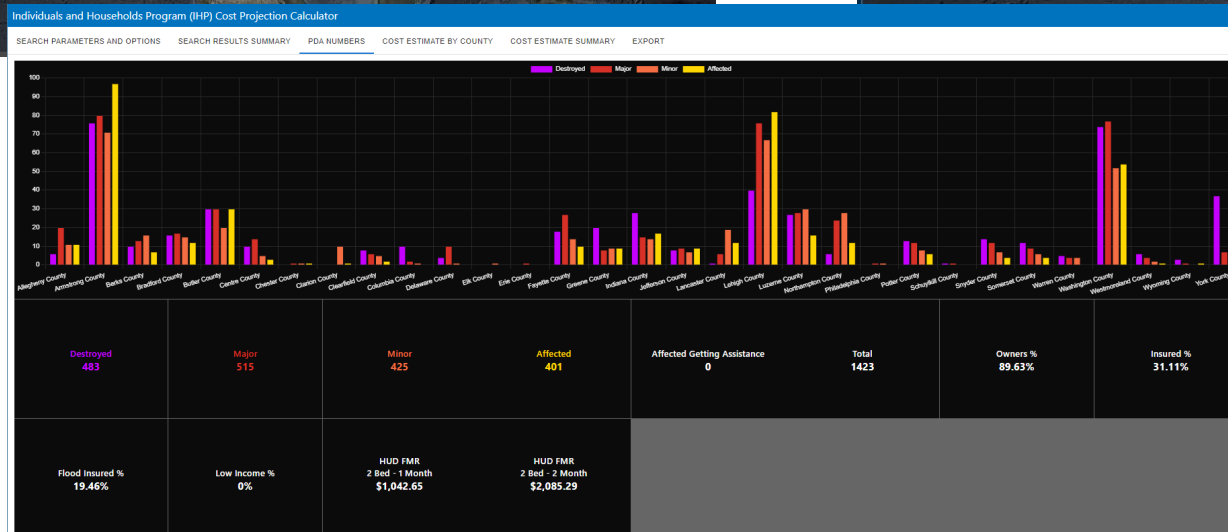 Individuals and Households Program (IHP) Cost Projection Calculator
SEARCH PARAMETERS AND OPTIONS SEARCH RESULTS SUMMARY PDA NUMBERS COST ESTIMATE BY COUNTY COST ESTIMATE SUMMARY EXPORT
Destroyed Major Minor Affected
100
90
80
70
60
50
40
30
20
10
0
Allegheny County
Armstrong County
Berks County
Bradford County
Butler County
Centre County
Chester County
Clarion County
Clearfield County
Columbia County
Delaware County
Elk County
Erie County
Fayette County
Greene County
Indiana County
Jefferson County
Lancaster County
Lehigh County
Luzerne County
Northampton County
Philadelphia County
Potter County
Schuylkill County
Snyder County
Somerset County
Warren County
Washington County
Westmoreland County
Wyoming County
York County
Destroyed Major Minor Affected Affected Getting Assistance Total Owners % Insured %
483 515 425 401 0 1423 89.63% 31.11%
HUD FMR HUD FMR
Flood Insured % Low Income % 2 Bed - 1 Month 2 Bed - 2 Month
19.46% 0% $1,042.65 $2,085.29